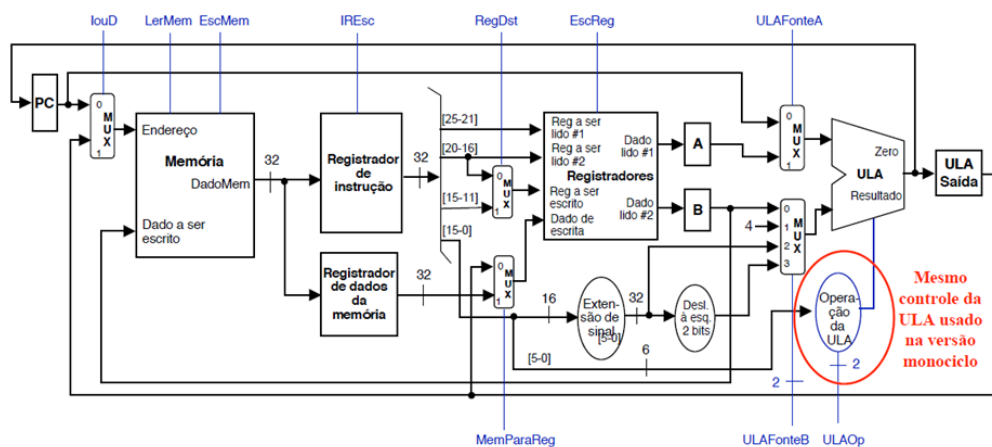 IouD LerMem EscMem IREsc RegDst EscReg ULAFonteA
PC
0
M
U
X
1
Endereço
Memória
DadoMem
Dado a ser
escrito
32
Registrador
de
instrução
32
Registrador
de dados
da
memória
32
[25-21]
[20-16]
[15-11]
[15-0]
0
M
U
X
1
0
M
U
X
1
Reg a ser
lido #1
Reg a ser
lido #2
Registradores
Reg a ser
escrito
Dado de
escrita
Dado
lido #1
Dado
lido #2
A
B
16
Extensão de
sinal
32
Desl.
à esq.
2 bits
[5-0]
[5-0]
6
0
M
U
X
1
4
0
1
2
3
M
U
X
Zero
ULA
Resultado
ULA
Saída
Operação
da
ULA
2
2
Mesmo
controle da
ULA usado
na versão
monociclo
MemParaReg ULAFonteB ULAOp